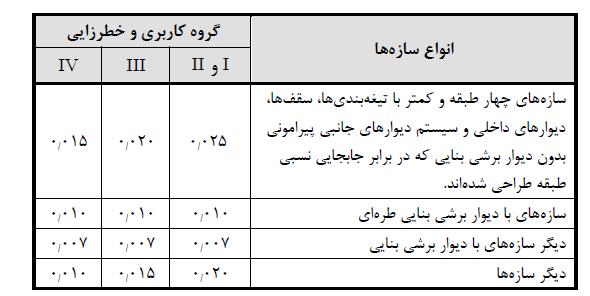 انواع سازه‌ها
گروه کاربری و خطرزایی
I و II
III
IV
سازه‌های چهار طبقه و کمتر با تیغه‌بندی‌ها، سقف‌ها،
دیوارهای داخلی و سیستم دیوارهای جانبی پیرامونی
بدون دیوار برشی بنایی که در برابر جابجایی نسبی
طبقه طراحی شده‌اند.
۰٫۰۲۵
۰٫۰۲۰
۰٫۰۱۵
سازه‌های با دیوار برشی بنایی طره‌ای
۰٫۰۱۰
۰٫۰۱۰
۰٫۰۱۰
دیگر سازه‌های با دیوار برشی بنایی
۰٫۰۰۷
۰٫۰۰۷
۰٫۰۰۷
دیگر سازه‌ها
۰٫۰۲۰
۰٫۰۱۵
۰٫۰۱۰